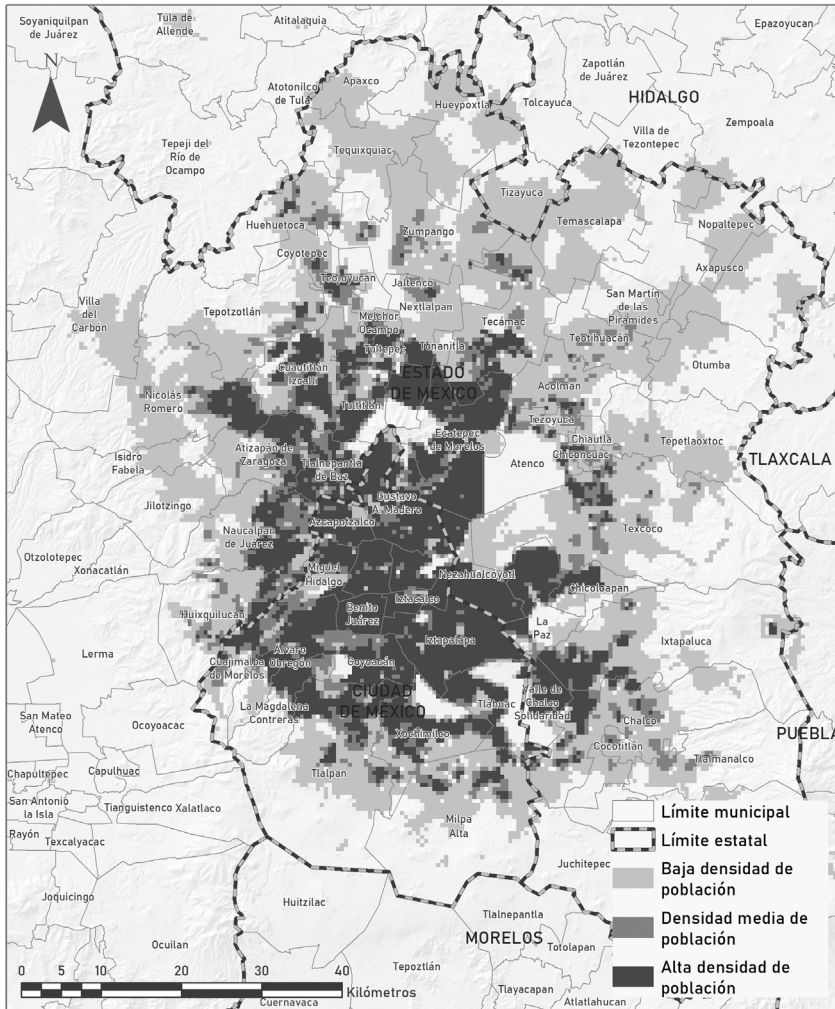 Soyaniquilpan
de Juárez
Tula de
Allende
Atitalaquia
Epazoyucan
N
Atotonilco
de Tula
Apaxco
Hueypoxtla
Tolcayuca
Zapotlán
de Juárez
HIDALGO
Villa de
Tezontepec
Zempoala
Tepeji del
Río de
Ocampo
Tequixquiac
Tizayuca
Temascalapa
Nopaltepec
Huehuetoca
Zumpango
Coyotepec
Axapusco
Teoloyucan
Jaltenco
Villa
del
Carbón
Tepotzotlán
Nextlalpan
San Martín
de las
Pirámides
Melchor
Ocampo
Tecámac
Teotihuacán
Tultepec
Tonanitla
Otumba
Cuautitlán
Izcalli
ESTADO
DE MÉXICO
Acolman
Nicolás
Romero
Tultitlán
Tezoyuca
Ecatepec
de Morelos
Chiautla
Chiconcuac
Tepetlaoxtoc
Atizapán de
Zaragoza
Isidro
Fabela
Tlalnepantla
de Baz
Atenco
TLAXCALA
Jilotzingo
Gustavo
A. Madero
Azcapotzalco
Naucalpan
de Juárez
Texcoco
Otzolotepec
Xonacatlán
Miguel
Hidalgo
Nezahualcóyotl
Chicoloapan
Iztacalco
Huixquilucan
Benito
Juárez
La
Paz
Iztapalapa
Ixtapaluca
Lerma
Cuajimalpa
de Morelos
Álvaro
Obregón
Coyoacán
CIUDAD
DE MÉXICO
Tláhuac
Valle de
Chalco
Solidaridad
La Magdalena
Contreras
San Mateo
Atenco
Ocoyoacac
Chalco
Xochimilco
Cocotitlán
PUEBLA
Tlalmanalco
Chapultepec
Capulhuac
Tlalpan
San Antonio
la Isla
Tianguistenco
Xalatlaco
Milpa
Alta
Rayón
Texcalyacac
Juchitepec
Joquicingo
Huitzilac
Tlalnepantla
MORELOS
Totolapan
Ocuilan
Tepoztlán
Tlayacapan
Atlatlahucan
Cuernavaca
Límite municipal
Límite estatal
Baja densidad de
población
Densidad media de
población
Alta densidad de
población
0 5 10 20 30 40
Kilómetros